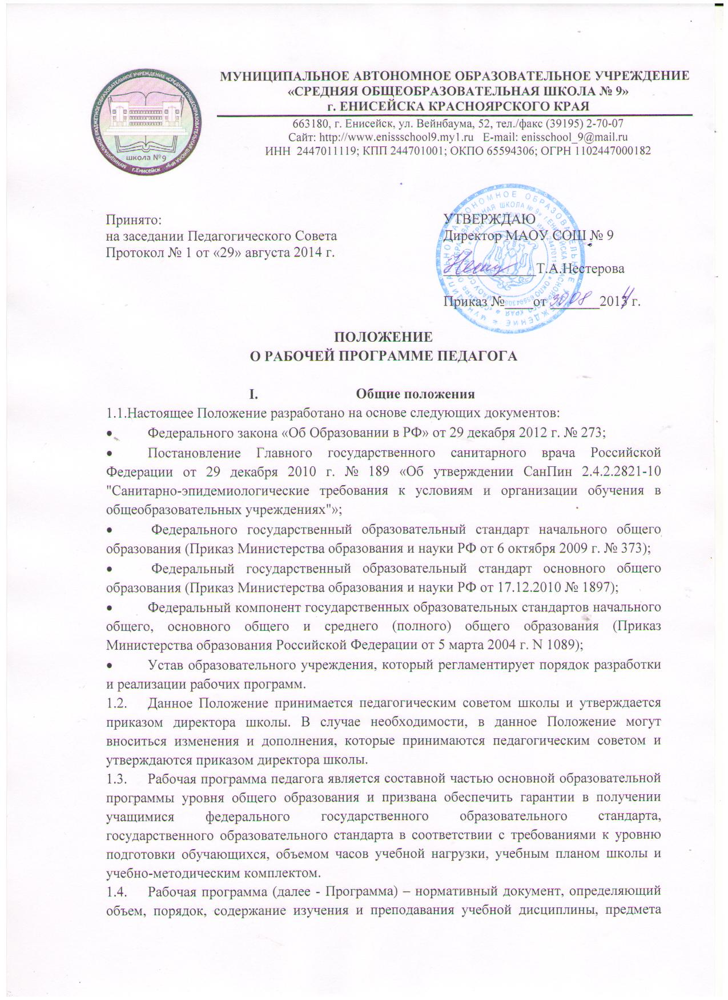 МУНИЦИПАЛЬНОЕ АВТОНОМНОЕ ОБРАЗОВАТЕЛЬНОЕ УЧРЕЖДЕНИЕ
«СРЕДНЯЯ ОБЩЕОБРАЗОВАТЕЛЬНАЯ ШКОЛА № 9»
г. ЕНИСЕЙСКА КРАСНОЯРСКОГО КРАЯ
663180, г. Енисейск, ул. Вейнбаума, 52, тел./факс (39195) 2-70-07
Сайт: http://www.enissschool9.my1.ru E-mail: enisschool_9@mail.ru
ИНН 2447011119; КПП 244701001; ОКПО 65594306; ОГРН 1102447000182
МУНИЦИПАЛЬНОЕ БЮДЖЕТНОЕ ОБРАЗОВАТЕЛЬНОЕ УЧРЕЖДЕНИЕ «СРЕДНЯЯ ОБЩЕОБРАЗОВАТЕЛЬНАЯ ШКОЛА №9»
школа №9
г.Енисейск
Принято:
на заседании Педагогического Совета
Протокол № 1 от «29» августа 2014 г.
УТВЕРЖДАЮ
Директор МАОУ СОШ № 9
____________Т.А.Нестерова
Приказ №____от 30 08 2013 4 г.
ПОЛОЖЕНИЕ
О РАБОЧЕЙ ПРОГРАММЕ ПЕДАГОГА
I. Общие положения
1.1.Настоящее Положение разработано на основе следующих документов:
• Федерального закона «Об Образовании в РФ» от 29 декабря 2012 г. № 273;
• Постановление Главного государственного санитарного врача Российской
Федерации от 29 декабря 2010 г. № 189 «Об утверждении СанПин 2.4.2.2821-10
"Санитарно-эпидемиологические требования к условиям и организации обучения в
общеобразовательных учреждениях"»;
• Федерального государственный образовательный стандарт начального общего
образования (Приказ Министерства образования и науки РФ от 6 октября 2009 г. № 373);
• Федеральный государственный образовательный стандарт основного общего
образования (Приказ Министерства образования и науки РФ от 17.12.2010 № 1897);
• Федеральный компонент государственных образовательных стандартов начального
общего, основного общего и среднего (полного) общего образования (Приказ
Министерства образования Российской Федерации от 5 марта 2004 г. N 1089);
• Устав образовательного учреждения, который регламентирует порядок разработки
и реализации рабочих программ.
1.2. Данное Положение принимается педагогическим советом школы и утверждается
приказом директора школы. В случае необходимости, в данное Положение могут
вноситься изменения и дополнения, которые принимаются педагогическим советом и
утверждаются приказом директора школы.
1.3. Рабочая программа педагога является составной частью основной образовательной
программы уровня общего образования и призвана обеспечить гарантии в получении
учащимися федерального государственного образовательного стандарта,
государственного образовательного стандарта в соответствии с требованиями к уровню
подготовки обучающихся, объемом часов учебной нагрузки, учебным планом школы и
учебно-методическим комплектом.
1.4. Рабочая программа (далее - Программа) – нормативный документ, определяющий
объем, порядок, содержание изучения и преподавания учебной дисциплины, предмета